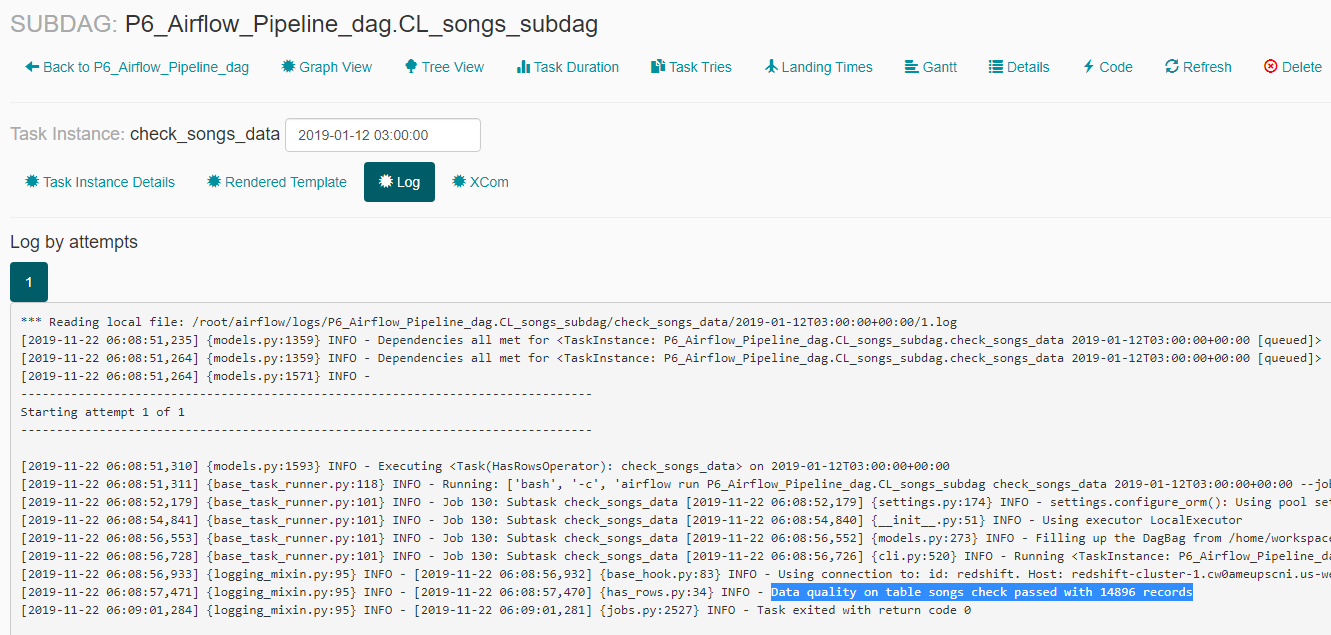 SUBDAG: P6_Airflow_Pipeline_dag.CL_songs_subdag
Back to P6_Airflow_Pipeline_dag Graph View Tree View Task Duration Task Tries Landing Times Gantt Details Code Refresh Delete
Task Instance: check_songs_data 2019-01-12 03:00:00
Task Instance Details Rendered Template Log XCom
Log by attempts
1
*** Reading local file: /root/airflow/logs/P6_Airflow_Pipeline_dag.CL_songs_subdag/check_songs_data/2019-01-12T03:00:00+00:00/1.log
[2019-11-22 06:08:51,235] {models.py:1359} INFO - Dependencies all met for <TaskInstance: P6_Airflow_Pipeline_dag.CL_songs_subdag.check_songs_data 2019-01-12T03:00:00+00:00 [queued]>
[2019-11-22 06:08:51,264] {models.py:1359} INFO - Dependencies all met for <TaskInstance: P6_Airflow_Pipeline_dag.CL_songs_subdag.check_songs_data 2019-01-12T03:00:00+00:00 [queued]>
[2019-11-22 06:08:51,264] {models.py:1571} INFO -
--------------------------------------------------------------------------------
Starting attempt 1 of 1
--------------------------------------------------------------------------------
[2019-11-22 06:08:51,310] {models.py:1593} INFO - Executing <Task(HasRowsOperator): check_songs_data> on 2019-01-12T03:00:00+00:00
[2019-11-22 06:08:51,311] {base_task_runner.py:118} INFO - Running: ['bash', '-c', 'airflow run P6_Airflow_Pipeline_dag.CL_songs_subdag check_songs_data 2019-01-12T03:00:00+00:00 --jo
[2019-11-22 06:08:52,179] {base_task_runner.py:101} INFO - Job 130: Subtask check_songs_data [2019-11-22 06:08:52,179] {settings.py:174} INFO - settings.configure_orm(): Using pool set
[2019-11-22 06:08:54,841] {base_task_runner.py:101} INFO - Job 130: Subtask check_songs_data [2019-11-22 06:08:54,840] {__init__.py:51} INFO - Using executor LocalExecutor
[2019-11-22 06:08:56,553] {base_task_runner.py:101} INFO - Job 130: Subtask check_songs_data [2019-11-22 06:08:56,552] {models.py:273} INFO - Filling up the DagBag from /home/workspace
[2019-11-22 06:08:56,728] {base_task_runner.py:101} INFO - Job 130: Subtask check_songs_data [2019-11-22 06:08:56,726] {cli.py:520} INFO - Running <TaskInstance: P6_Airflow_Pipeline_da
[2019-11-22 06:08:56,933] {logging_mixin.py:95} INFO - [2019-11-22 06:08:56,932] {base_hook.py:83} INFO - Using connection to: id: redshift. Host: redshift-cluster-1.cw0ameupscni.us-we
[2019-11-22 06:08:57,471] {logging_mixin.py:95} INFO - [2019-11-22 06:08:57,470] {has_rows.py:34} INFO - Data quality on table songs check passed with 14896 records
[2019-11-22 06:09:01,284] {logging_mixin.py:95} INFO - [2019-11-22 06:09:01,281] {jobs.py:2527} INFO - Task exited with return code 0